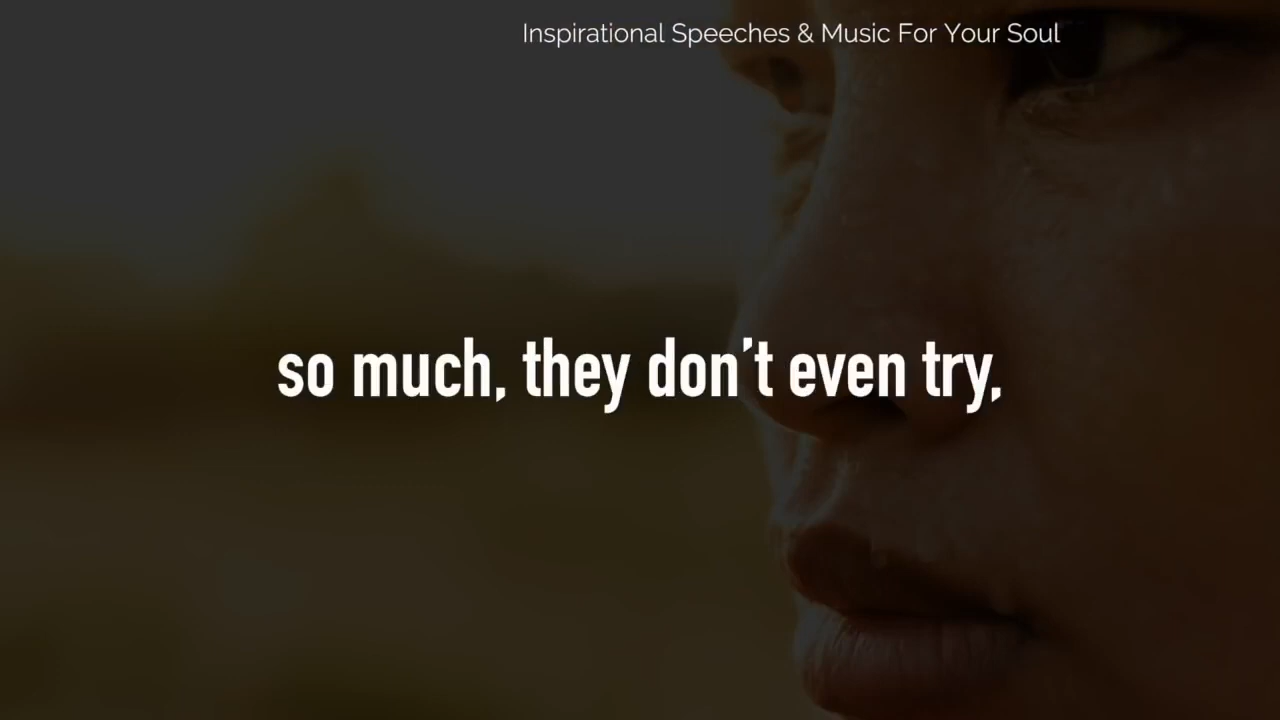 Inspirational Speeches & Music For Your Soul
so much, they don’t even try,